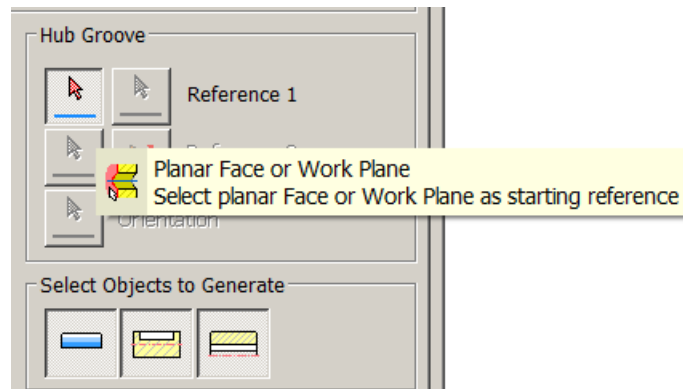 Hub Groove
Reference 1
Planar Face or Work Plane
Select planar Face or Work Plane as starting reference
Orientation
Select Objects to Generate